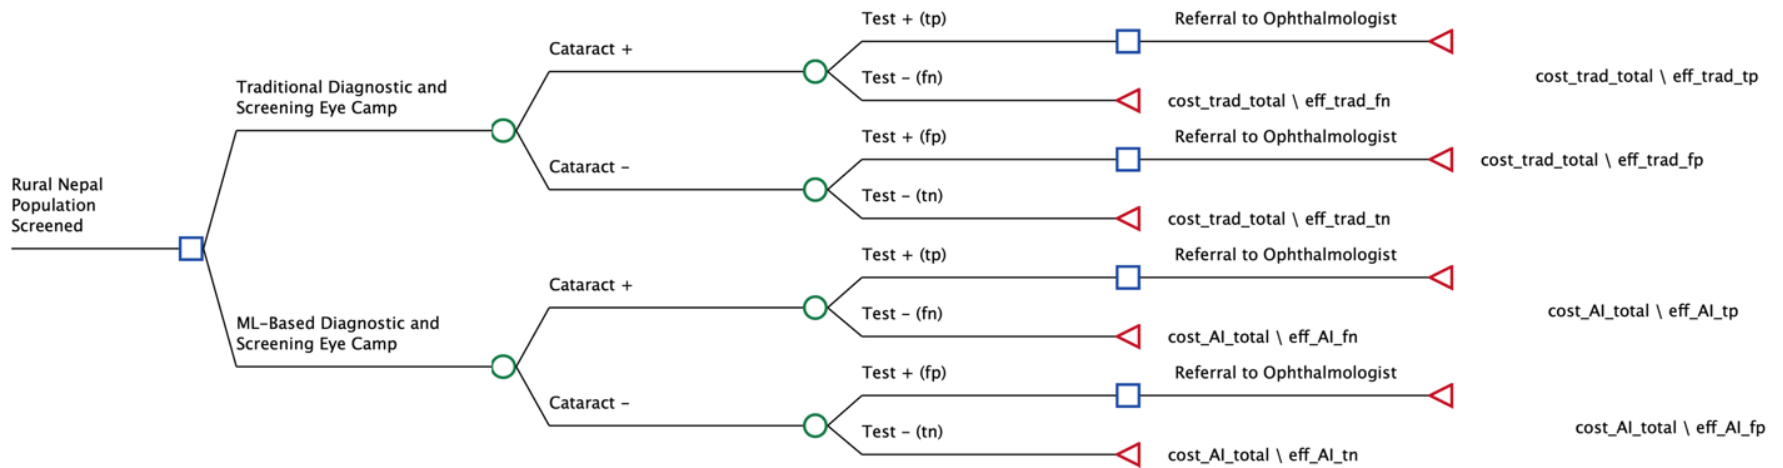 Rural Nepal
Population
Screened
Traditional Diagnostic and
Screening Eye Camp
Cataract +
Test + (tp)
Referral to Ophthalmologist
cost_trad_total \ eff_trad_tp
Test - (fn)
cost_trad_total \ eff_trad_fn
Cataract -
Test + (fp)
Referral to Ophthalmologist
cost_trad_total \ eff_trad_fp
Test - (tn)
cost_trad_total \ eff_trad_tn
ML-Based Diagnostic and
Screening Eye Camp
Cataract +
Test + (tp)
Referral to Ophthalmologist
cost_AI_total \ eff_AI_tp
Test - (fn)
cost_AI_total \ eff_AI_fn
Cataract -
Test + (fp)
Referral to Ophthalmologist
cost_AI_total \ eff_AI_fp
Test - (tn)
cost_AI_total \ eff_AI_tn